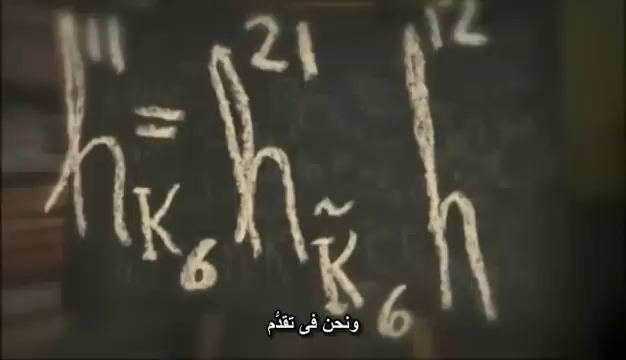 h¹¹ K₆ = h²¹ K̃₆ h¹²
ونحن فى تقدُّم